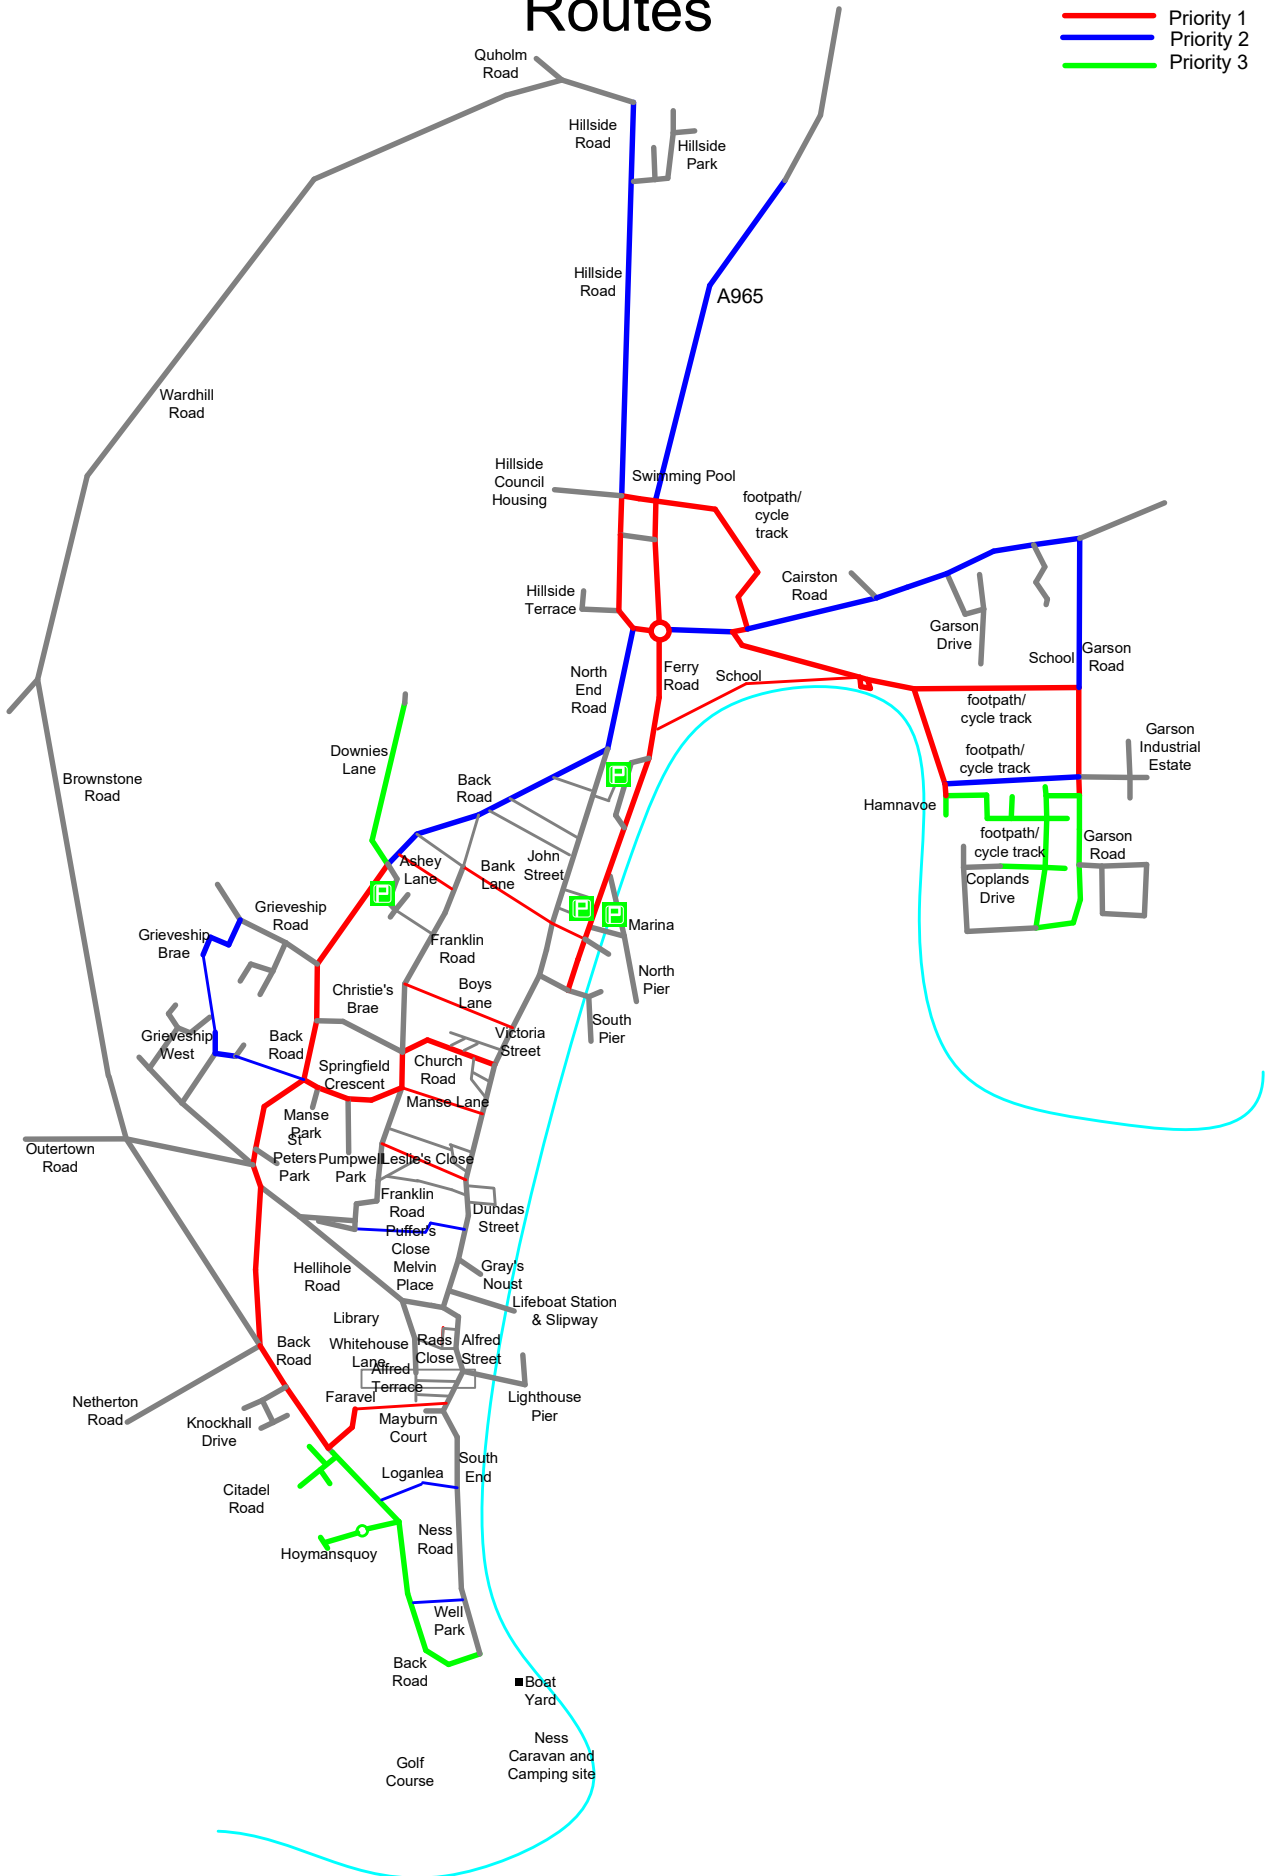 Routes
Priority 1
Priority 2
Priority 3
Quholm
Road
Hillside
Road
Hillside
Park
Hillside
Road
A965
Wardhill
Road
Hillside
Council
Housing
Swimming Pool
footpath/
cycle
track
Hillside
Terrace
Cairston
Road
Garson
Drive
School
Garson
Road
North
End
Road
Ferry
Road
School
footpath/
cycle track
footpath/
cycle track
Garson
Industrial
Estate
Downies
Lane
Brownstone
Road
Back
Road
P
Hamnavoe
footpath/
cycle track
Garson
Road
Ashey
Lane
Bank
Lane
John
Street
Coplands
Drive
P
P
P
Marina
Grieveship
Road
Grieveship
Brae
Franklin
Road
North
Pier
Christie's
Brae
Boys
Lane
South
Pier
Grieveship
West
Back
Road
Springfield
Crescent
Church
Road
Victoria
Street
Manse Lane
Manse
Park
St
Peters
Park
Pumpwell
Park
Leslie's Close
Outertown
Road
Franklin
Road
Dundas
Street
Puffer's
Close
Melvin
Place
Gray's
Noust
Hellihole
Road
Lifeboat Station
& Slipway
Library
Back
Road
Whitehouse
Lane
Raes
Close
Alfred
Street
Alfred
Terrace
Faravel
Lighthouse
Pier
Netherton
Road
Knockhall
Drive
Mayburn
Court
South
End
Loganlea
Citadel
Road
Ness
Road
Hoymansquoy
Well
Park
Back
Road
Boat
Yard
Ness
Caravan and
Camping site
Golf
Course